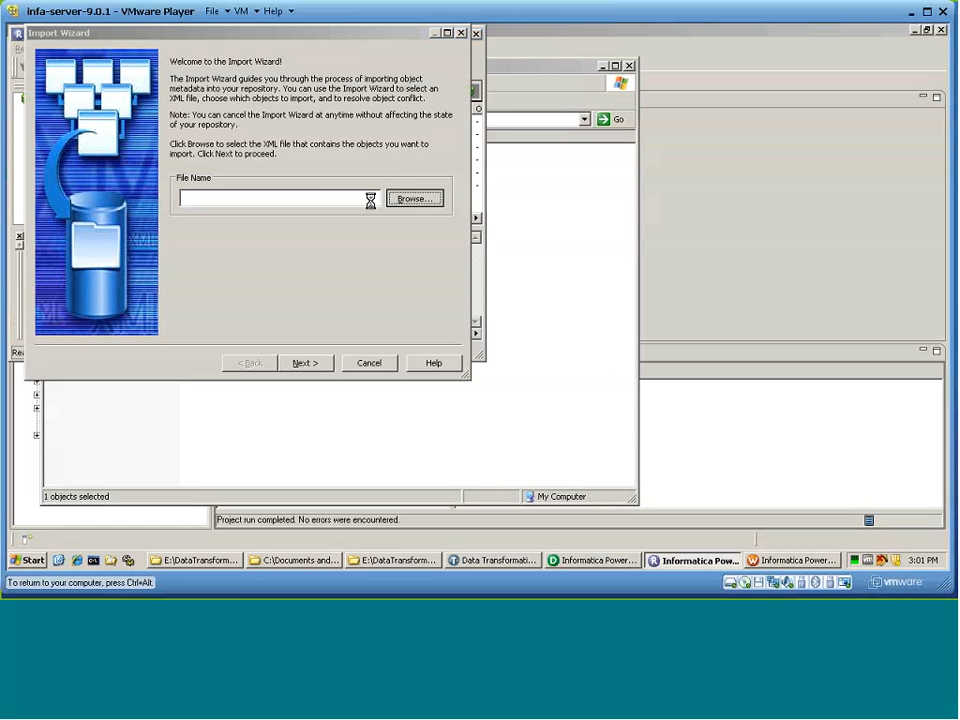 infa-server-9.0.1 - VMware Player File VM Help
Import Wizard
Welcome to the Import Wizard!
The Import Wizard guides you through the process of importing object
metadata into your repository. You can use the Import Wizard to select an
XML file, choose which objects to import, and to resolve object conflict.
Note: You can cancel the Import Wizard at anytime without affecting the state
of your repository.
Click Browse to select the XML file that contains the objects you want to
import. Click Next to proceed.
File Name
Browse...
Go
< Back Next > Cancel Help
1 objects selected
My Computer
Project run completed. No errors were encountered.
Start E:\DataTransform... C:\Documents and... E:\DataTransform... Data Transformati... Informatica Power... Informatica Pow... Informatica Power... 3:01 PM
To return to your computer, press Ctrl+Alt.
vmware